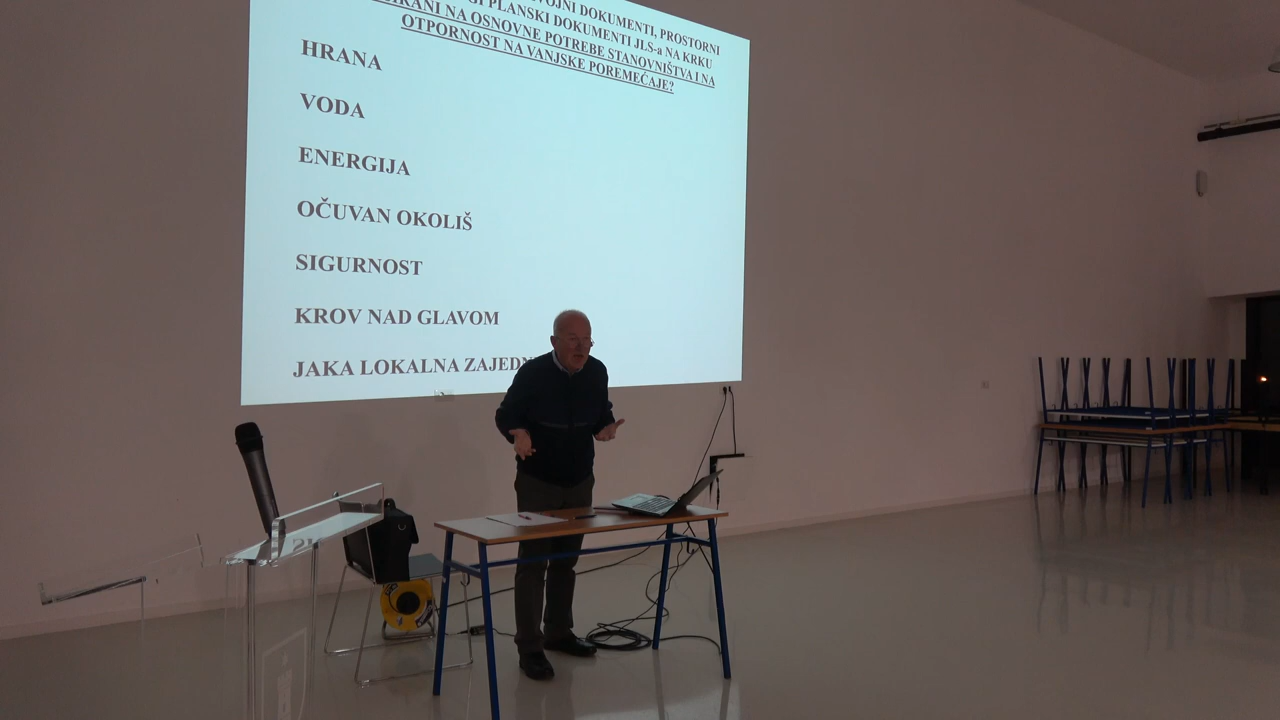 VOJNI DOKUMENTI, PROSTORNI
PLANSKI DOKUMENTI JLS-a NA KRKU
NA OSNOVNE POTREBE STANOVNIŠTVA I NA
OTPORNOST NA VANJSKE POREMEĆAJE?
HRANA
VODA
ENERGIJA
OČUVAN OKOLIŠ
SIGURNOST
KROV NAD GLAVOM
JAKA LOKALNA ZAJEDN